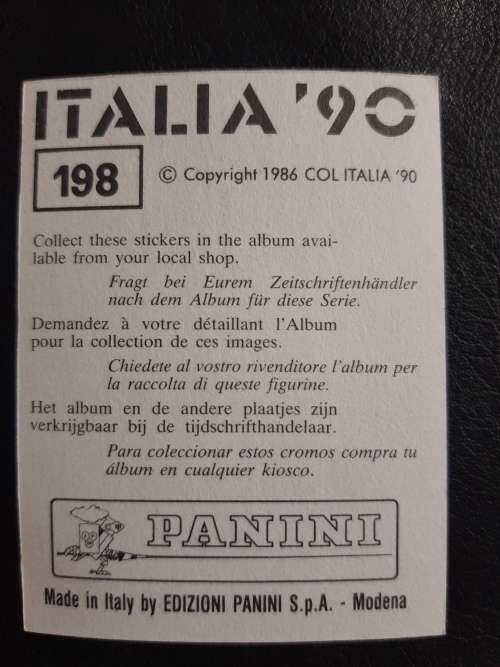 ITALIA '90
198
© Copyright 1986 COL ITALIA '90
Collect these stickers in the album avai-
lable from your local shop.
Fragt bei Eurem Zeitschriftenhändler
nach dem Album für diese Serie.
Demandez à votre détaillant l'Album
pour la collection de ces images.
Chiedete al vostro rivenditore l'album per
la raccolta di queste figurine.
Het album en de andere plaatjes zijn
verkrijgbaar bij de tijdschrifthandelaar.
Para coleccionar estos cromos compra tu
álbum en cualquier kiosco.
PANINI
Made in Italy by EDIZIONI PANINI S.p.A. - Modena